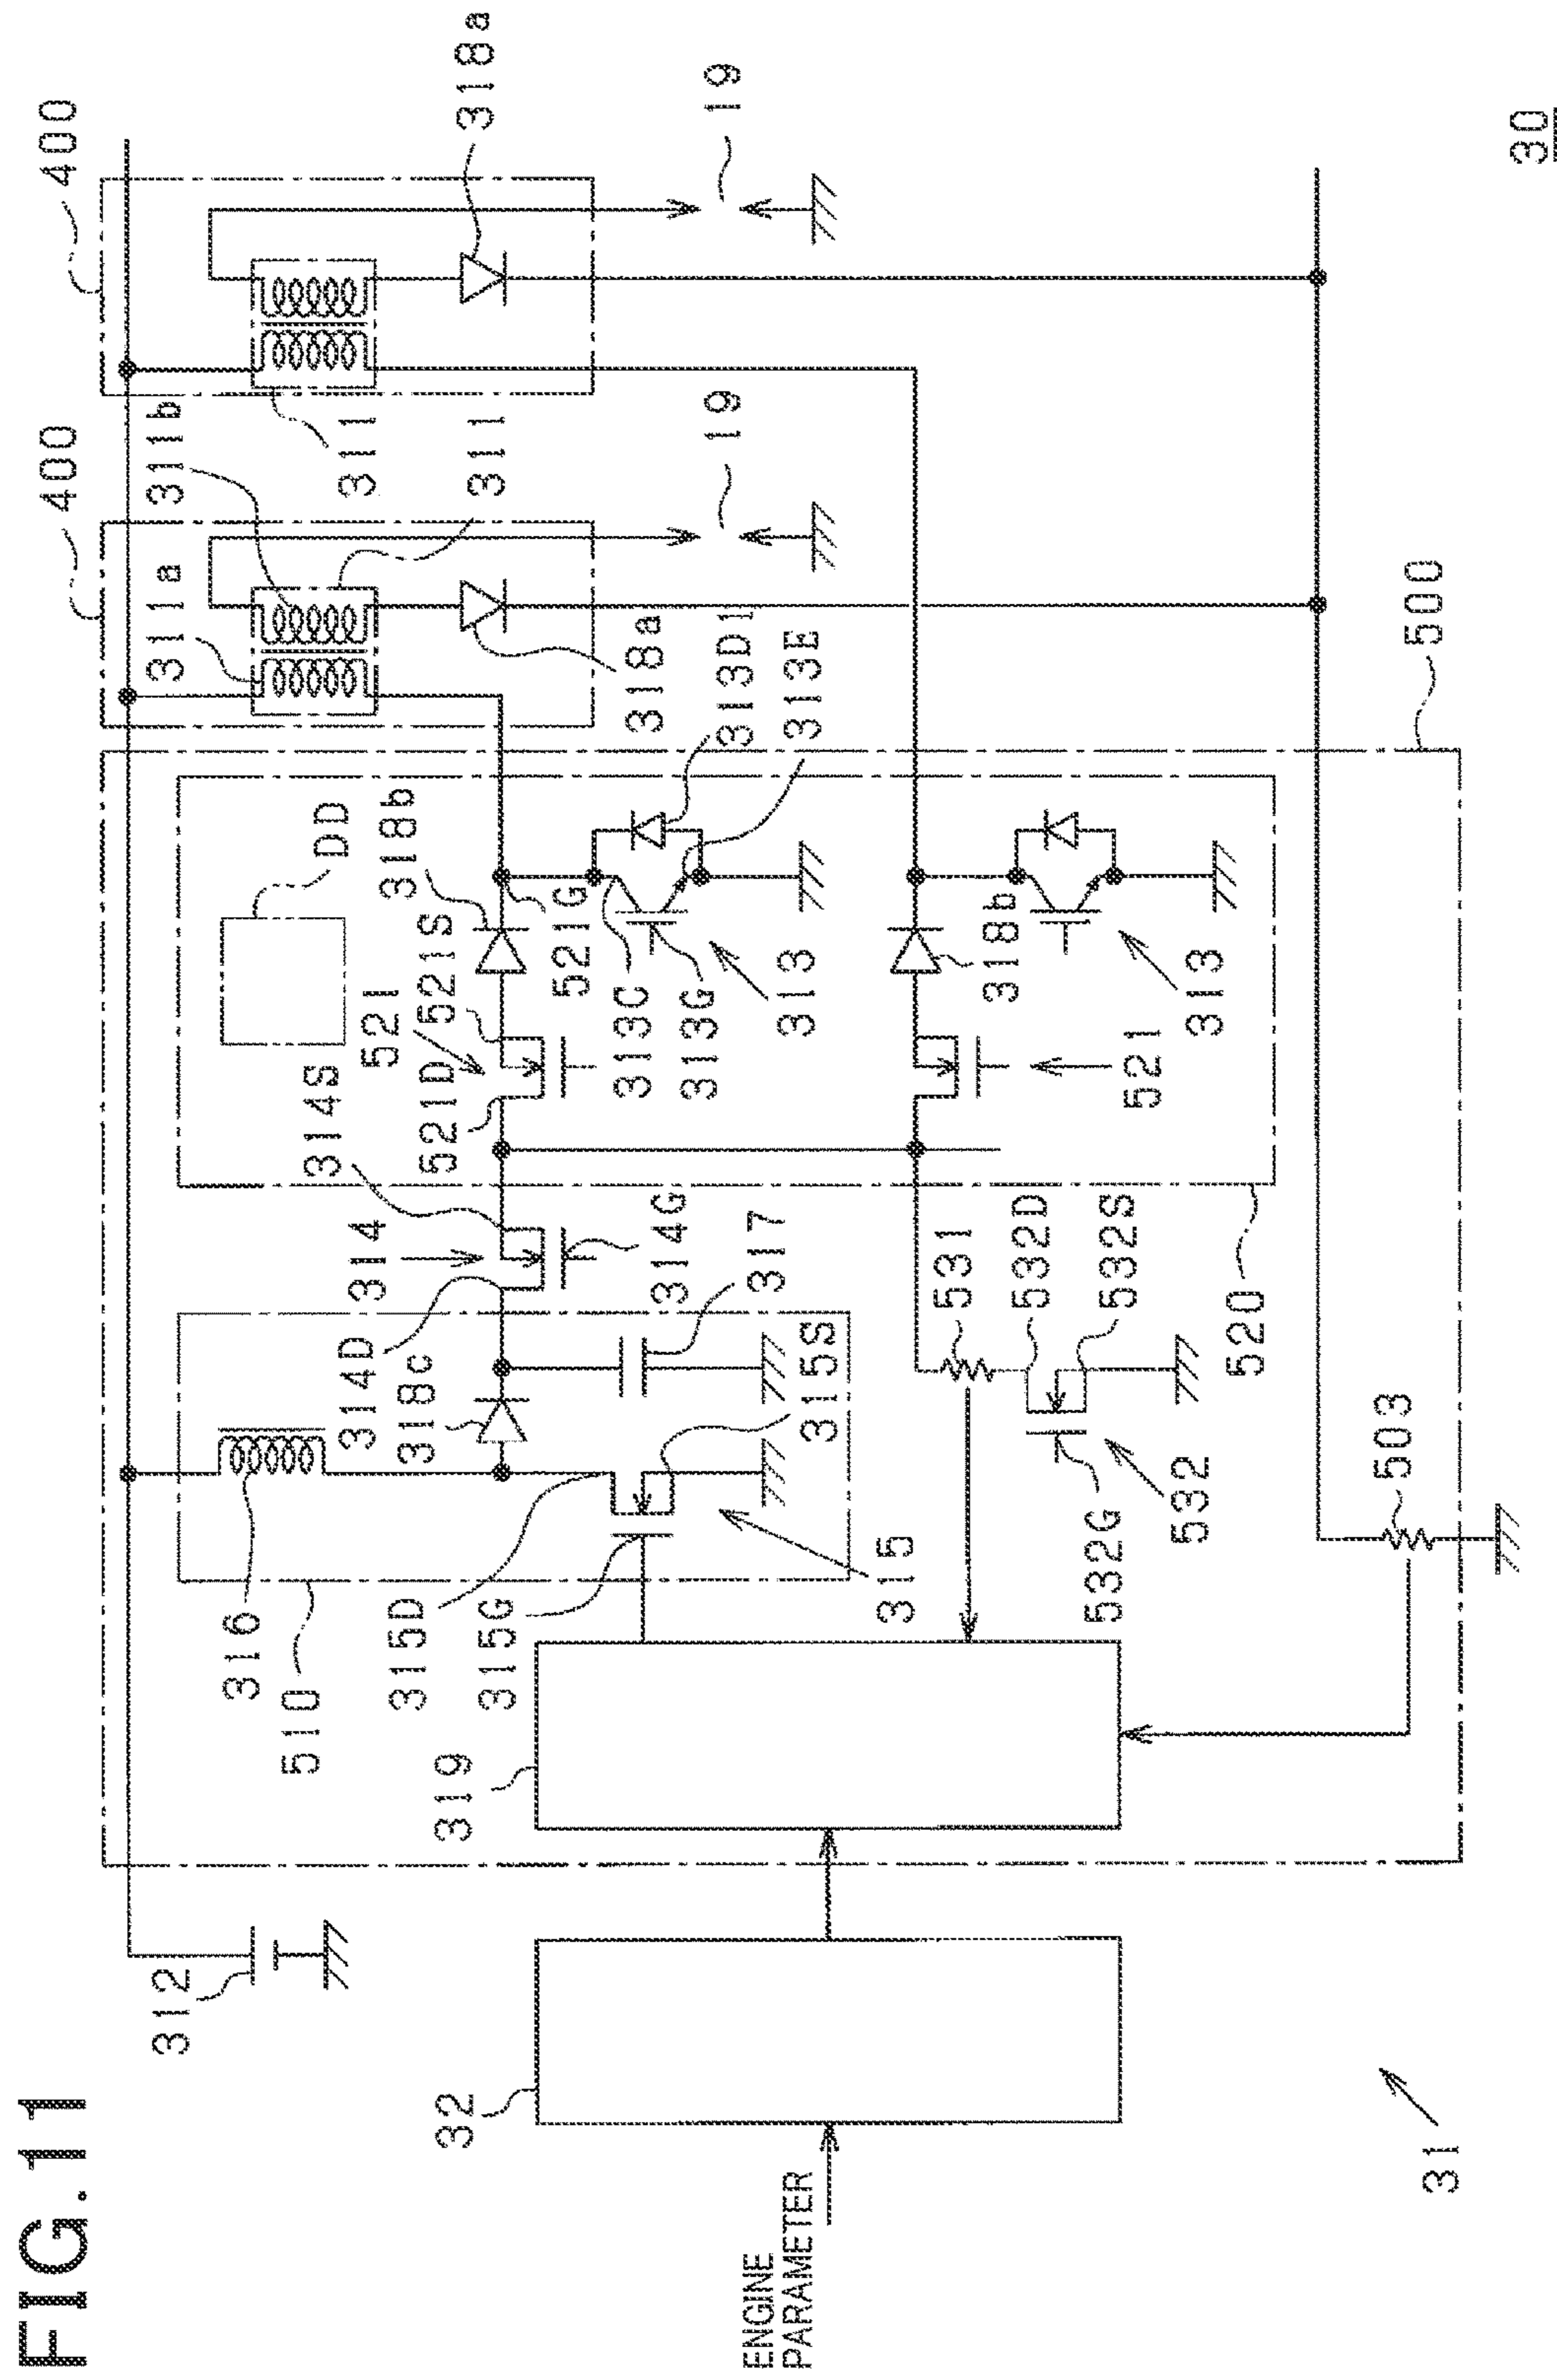 FIG. 11
30
400
400
318a
19
311b
311
311
19
311a
318a
313D1
313E
500
DD
318b
521S
521
521D
521G
313C
313G
313
318b
313
521
314S
314
314G
317
314D
318c
315S
531
532D
532S
520
503
316
510
315D
315G
315
532G
532
319
312
32
ENGINE
PARAMETER
31